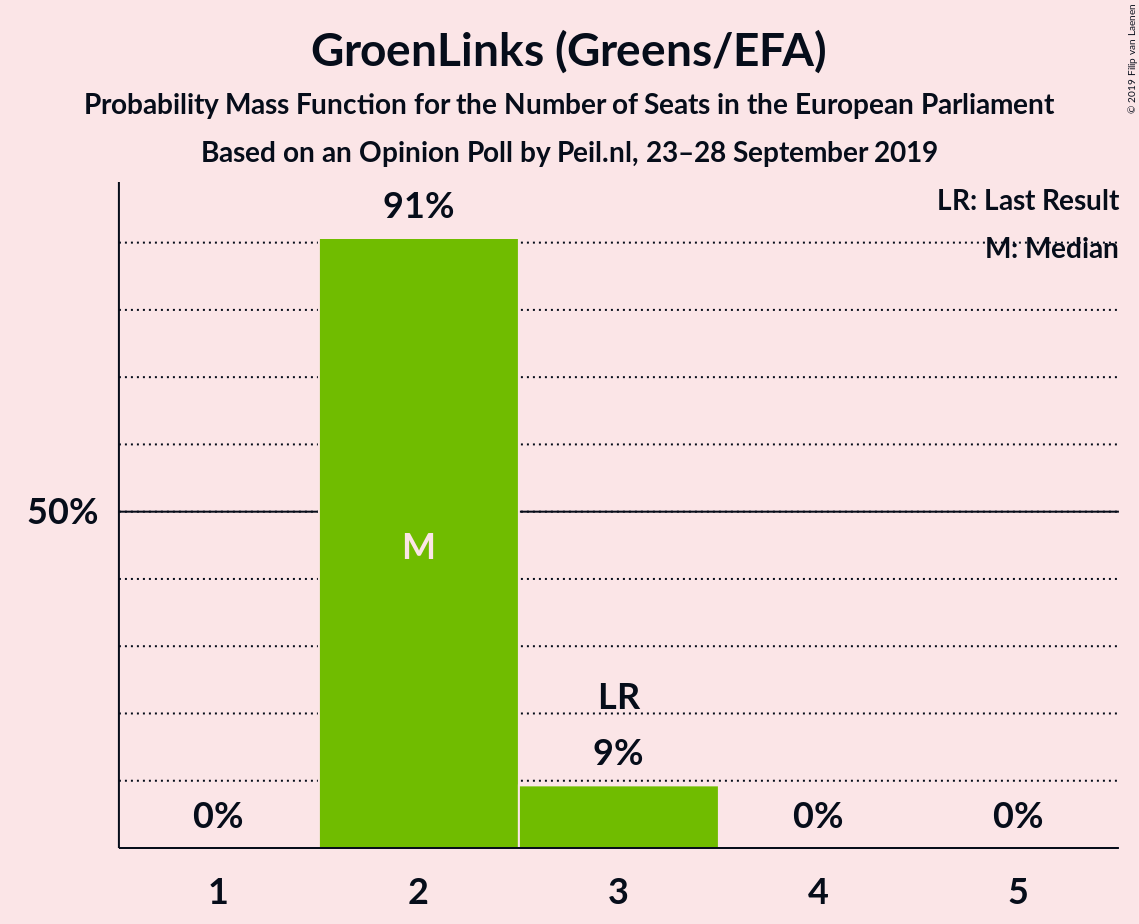 GroenLinks (Greens/EFA)
Probability Mass Function for the Number of Seats in the European Parliament
Based on an Opinion Poll by Peil.nl, 23–28 September 2019
© 2019 Filip van Laenen
LR: Last Result
M: Median
91%
50%
M
LR
9%
0%
0%
0%
1
2
3
4
5